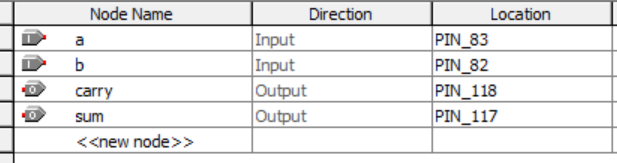 Node Name Direction Location
a Input PIN_83
b Input PIN_82
carry Output PIN_118
sum Output PIN_117
<<new node>>